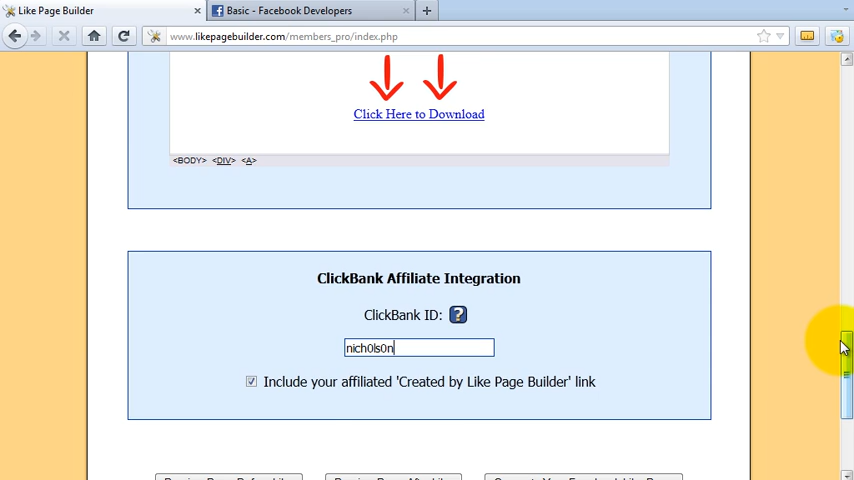 Like Page Builder
Basic - Facebook Developers
www.likepagebuilder.com/members_pro/index.php
Click Here to Download
<BODY> <DIV> <A>
ClickBank Affiliate Integration
ClickBank ID: ?
nich0ls0n
Include your affiliated 'Created by Like Page Builder' link